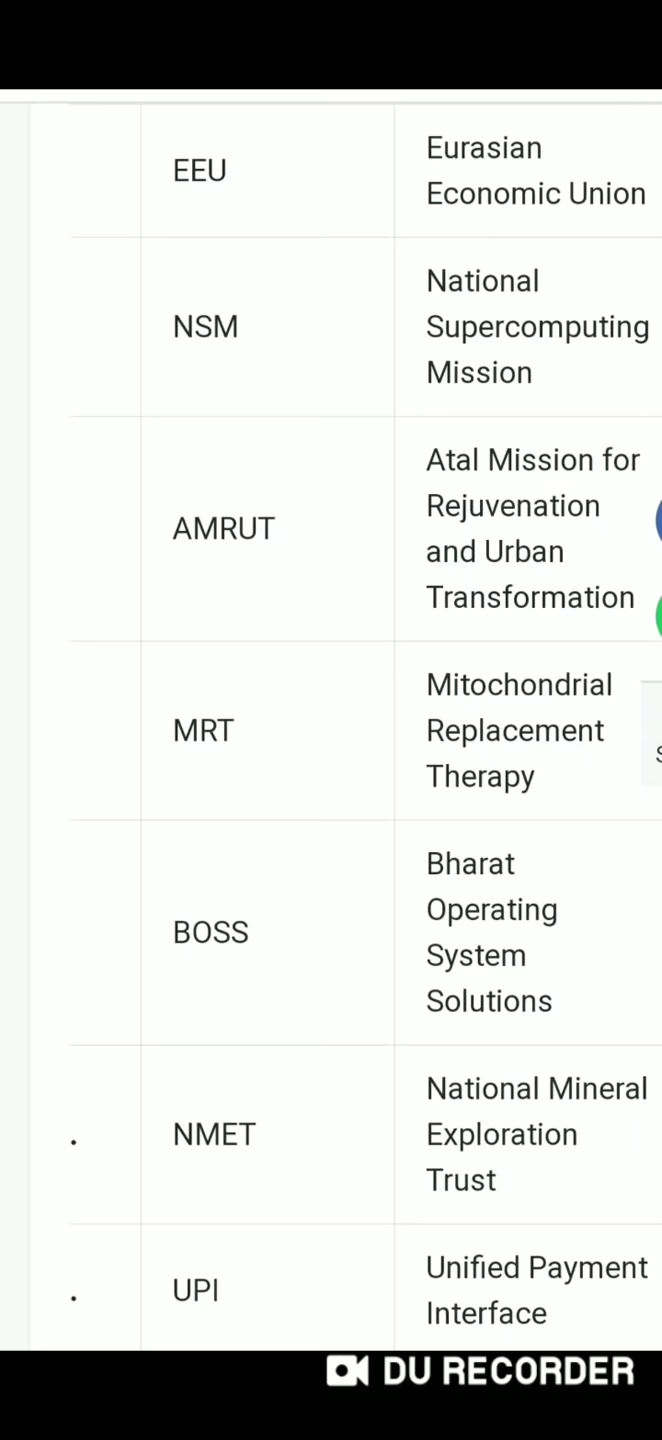 EEU
Eurasian
Economic Union
NSM
National
Supercomputing
Mission
AMRUT
Atal Mission for
Rejuvenation
and Urban
Transformation
MRT
Mitochondrial
Replacement
Therapy
BOSS
Bharat
Operating
System
Solutions
.
NMET
National Mineral
Exploration
Trust
.
UPI
Unified Payment
Interface
DU RECORDER